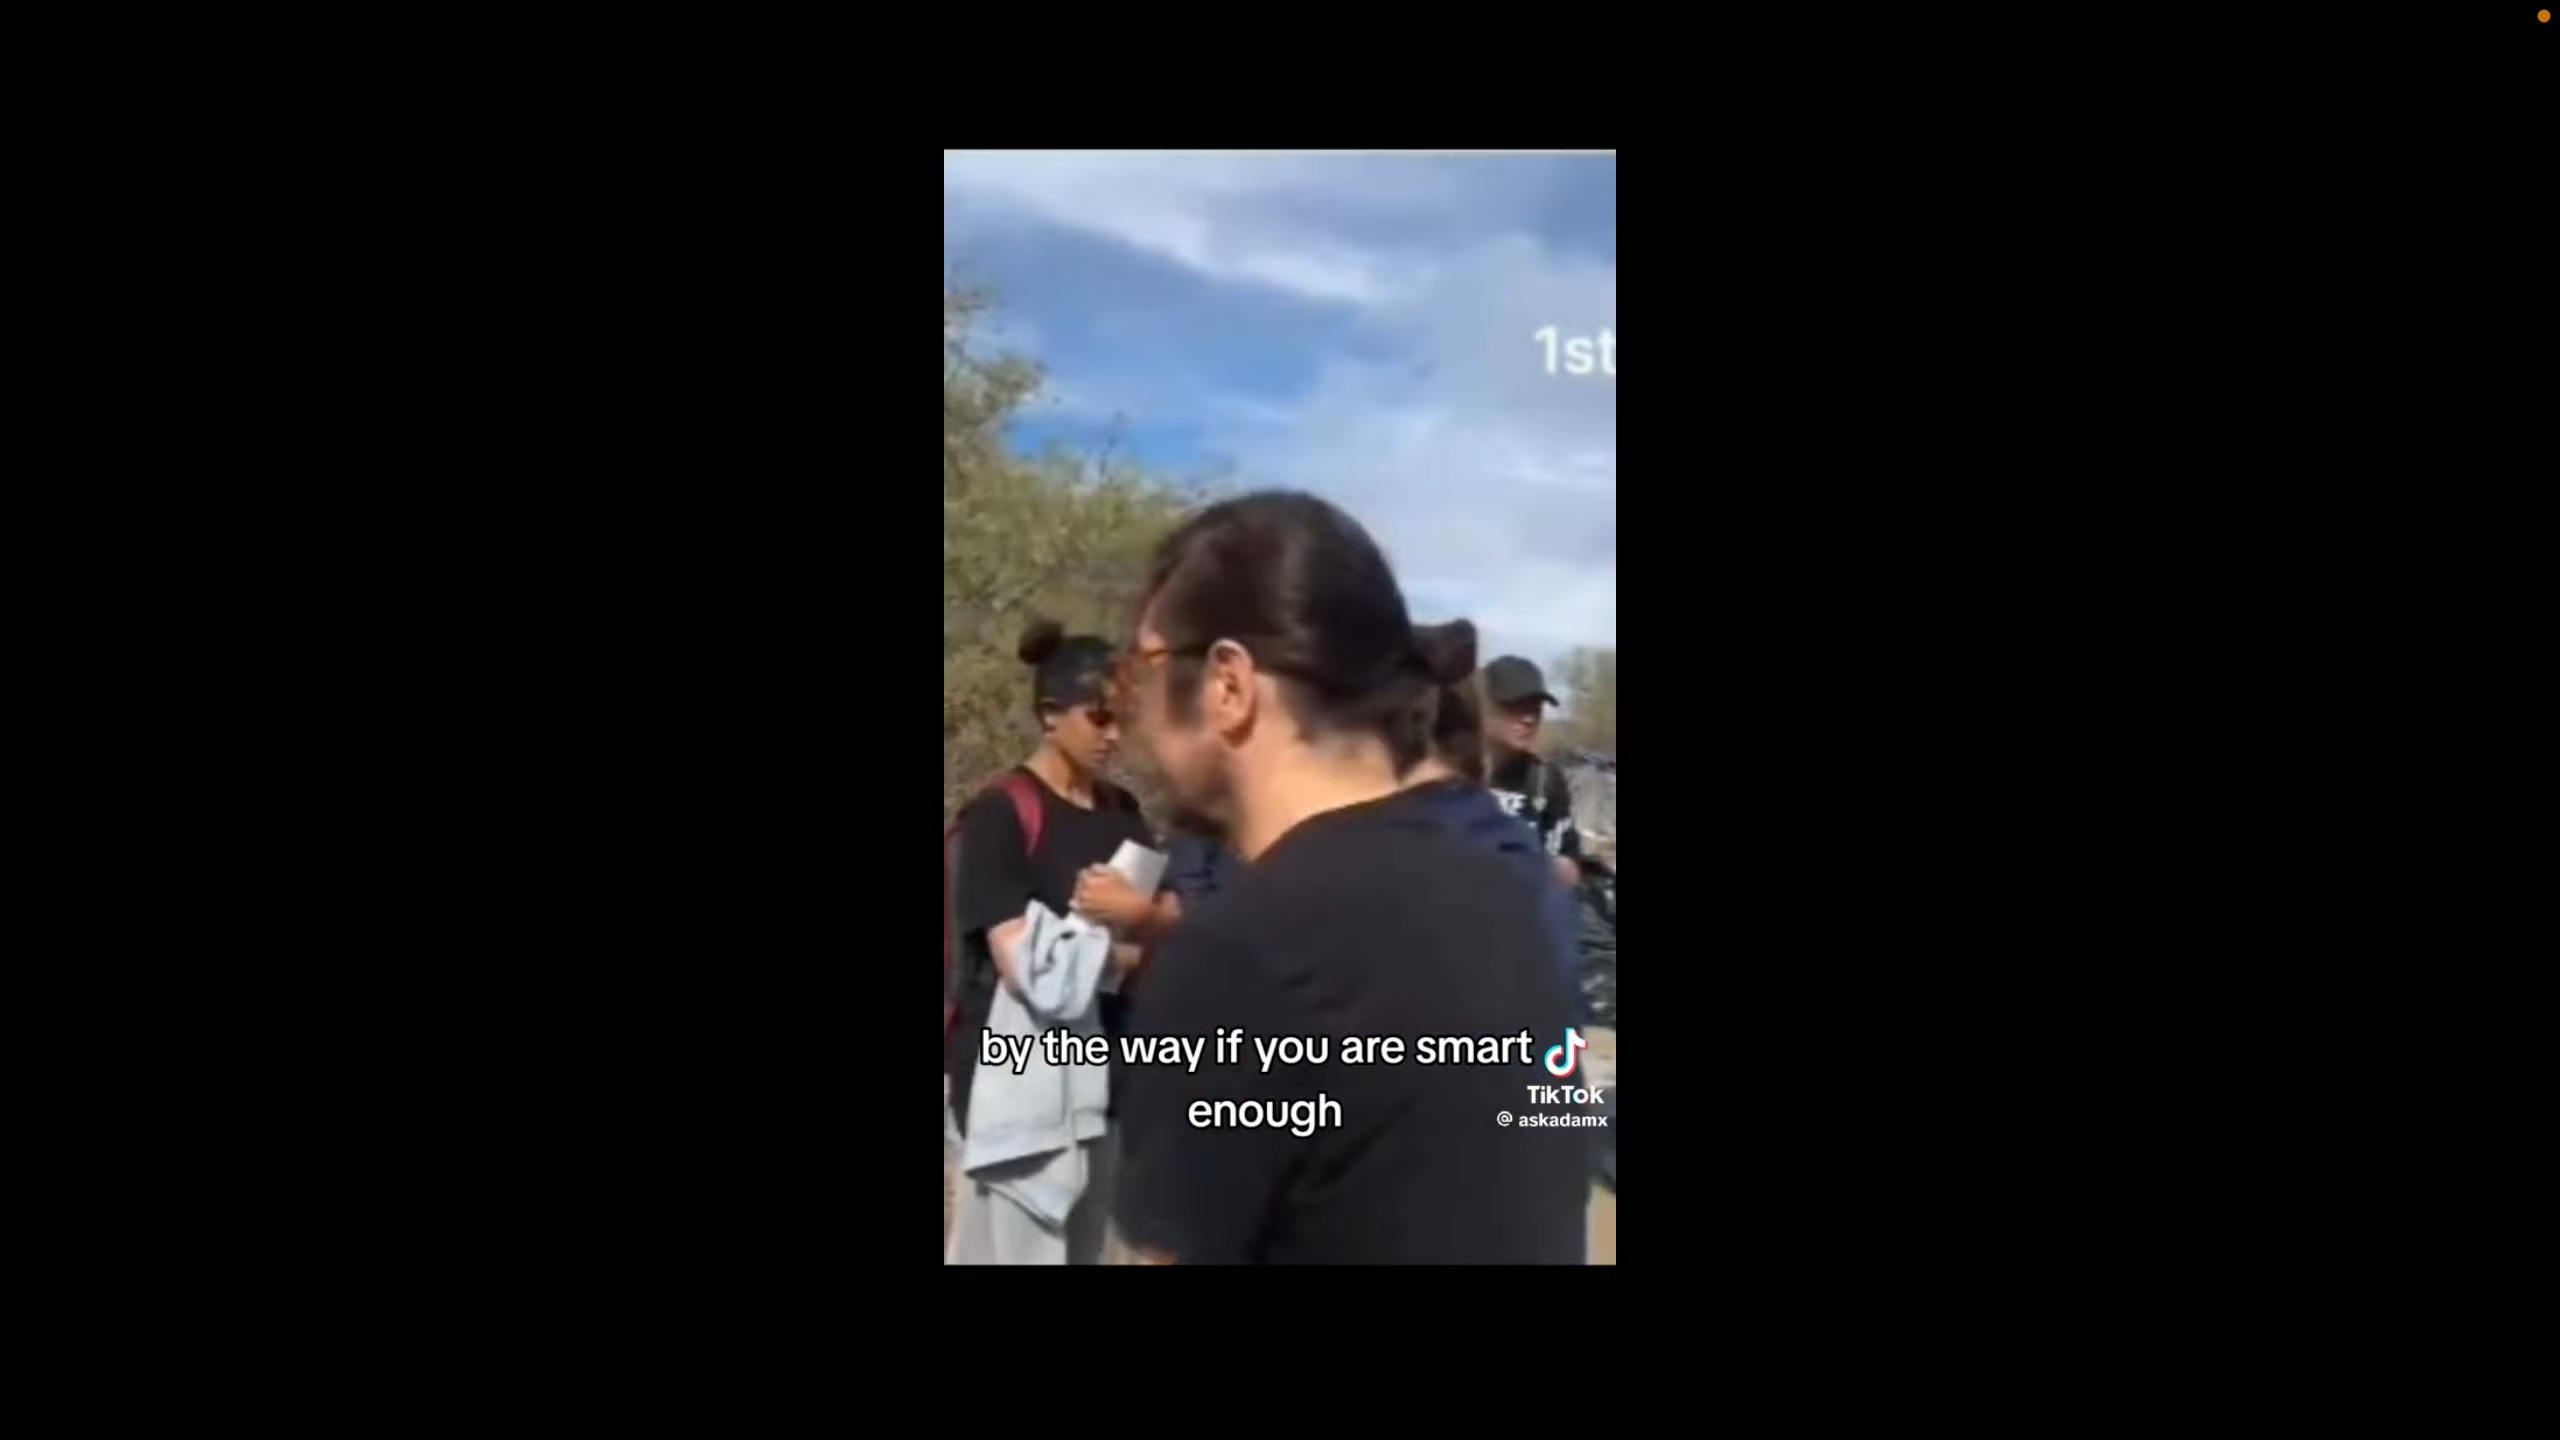 1st
by the way if you are smart
enough
TikTok
@ askadamx